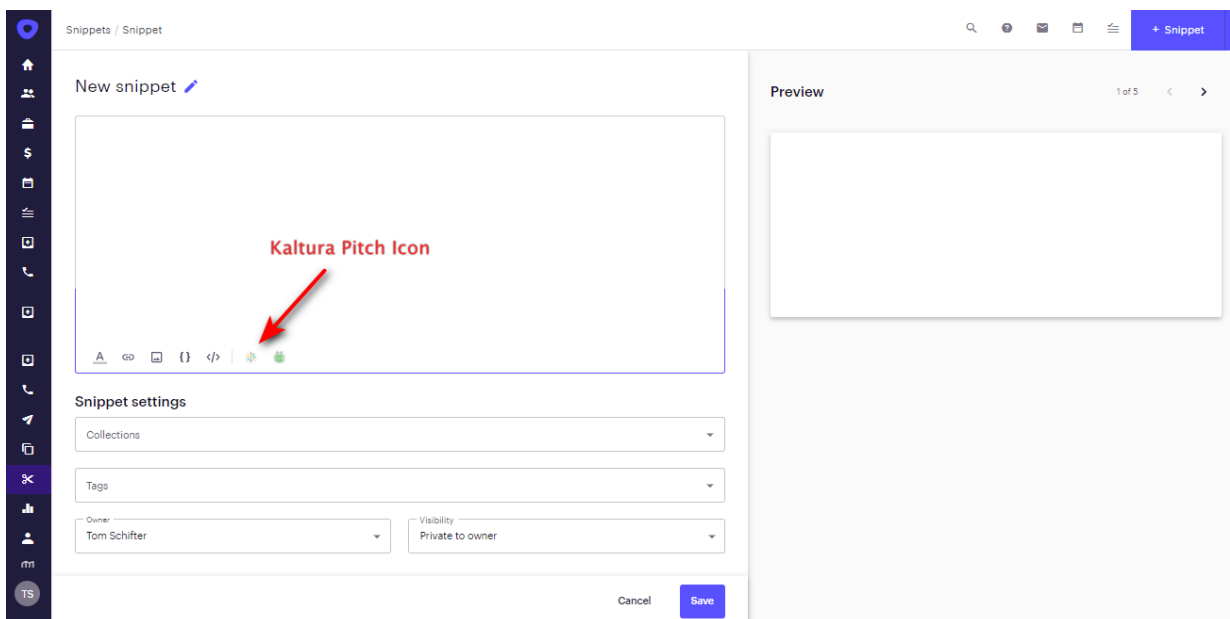 Snippets / Snippet
+ Snippet
New snippet
Preview
1 of 5
Kaltura Pitch Icon
A
{}
</>
Snippet settings
Collections
Tags
Owner
Tom Schifter
Visibility
Private to owner
TS
Cancel
Save